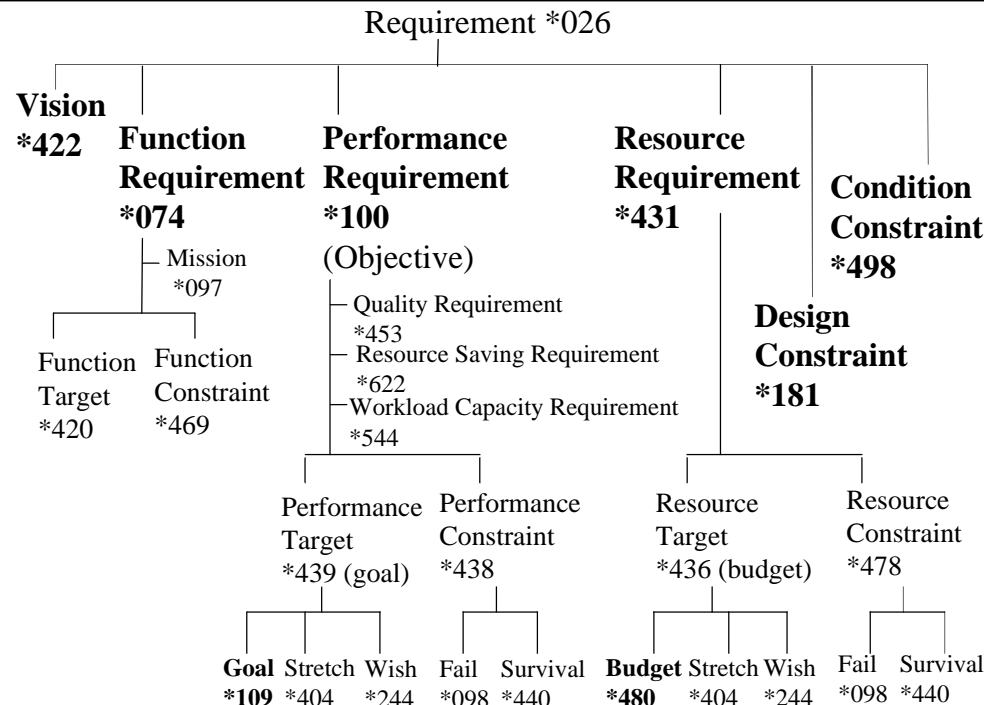 Requirement *026
Vision
*422
Function
Requirement
*074
Mission
*097
Function
Target
*420
Function
Constraint
*469
Performance
Requirement
*100
(Objective)
Quality Requirement
*453
Resource Saving Requirement
*622
Workload Capacity Requirement
*544
Performance
Target
*439 (goal)
Goal
*109
Stretch
*404
Wish
*244
Performance
Constraint
*438
Fail
*098
Survival
*440
Resource
Requirement
*431
Resource
Target
*436 (budget)
Budget
*480
Stretch
*404
Wish
*244
Resource
Constraint
*478
Fail
*098
Survival
*440
Design
Constraint
*181
Condition
Constraint
*498